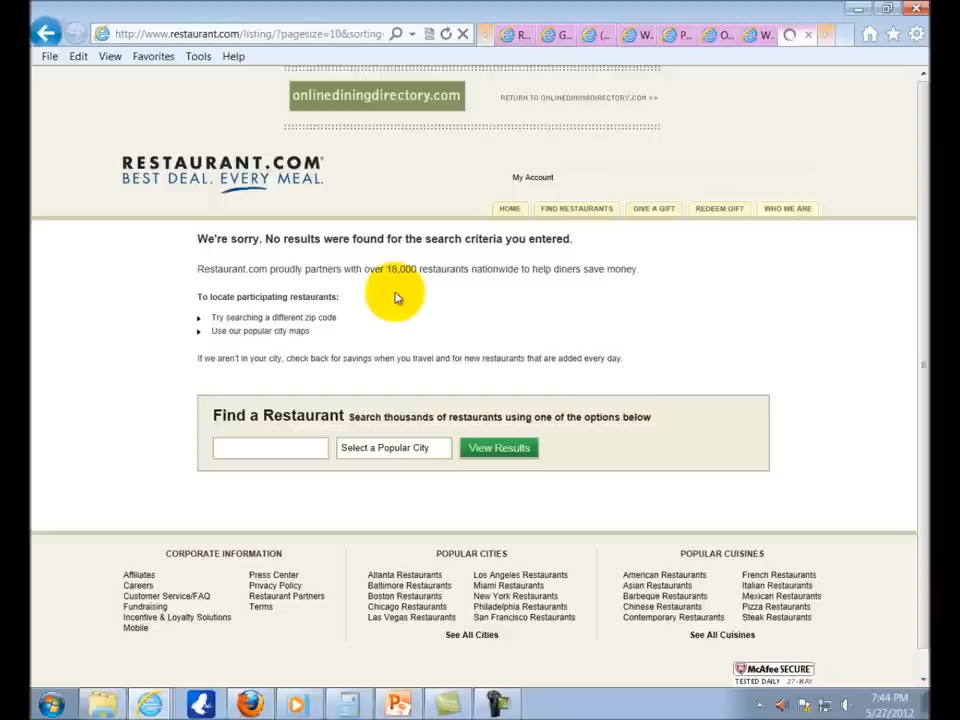 http://www.restaurant.com/listing/?pagesize=10&sorting
R...
G...
(...
W...
P...
O...
W...
File Edit View Favorites Tools Help
onlinediningdirectory.com
RETURN TO ONLINEDININGDIRECTORY.COM >>
RESTAURANT.COM®
BEST DEAL. EVERY MEAL.
My Account
HOME FIND RESTAURANTS GIVE A GIFT REDEEM GIFT WHO WE ARE
We're sorry. No results were found for the search criteria you entered.
Restaurant.com proudly partners with over 18,000 restaurants nationwide to help diners save money.
To locate participating restaurants:
Try searching a different zip code
Use our popular city maps
If we aren't in your city, check back for savings when you travel and for new restaurants that are added every day.
Find a Restaurant Search thousands of restaurants using one of the options below
Select a Popular City
View Results
CORPORATE INFORMATION
Affiliates
Careers
Customer Service/FAQ
Fundraising
Incentive & Loyalty Solutions
Mobile
Press Center
Privacy Policy
Restaurant Partners
Terms
POPULAR CITIES
Atlanta Restaurants
Baltimore Restaurants
Boston Restaurants
Chicago Restaurants
Las Vegas Restaurants
Los Angeles Restaurants
Miami Restaurants
New York Restaurants
Philadelphia Restaurants
San Francisco Restaurants
See All Cities
POPULAR CUISINES
American Restaurants
Asian Restaurants
Barbeque Restaurants
Chinese Restaurants
Contemporary Restaurants
French Restaurants
Italian Restaurants
Mexican Restaurants
Pizza Restaurants
Steak Restaurants
See All Cuisines
McAfee SECURE™
TESTED DAILY 27-MAY
7:44 PM
5/27/2012